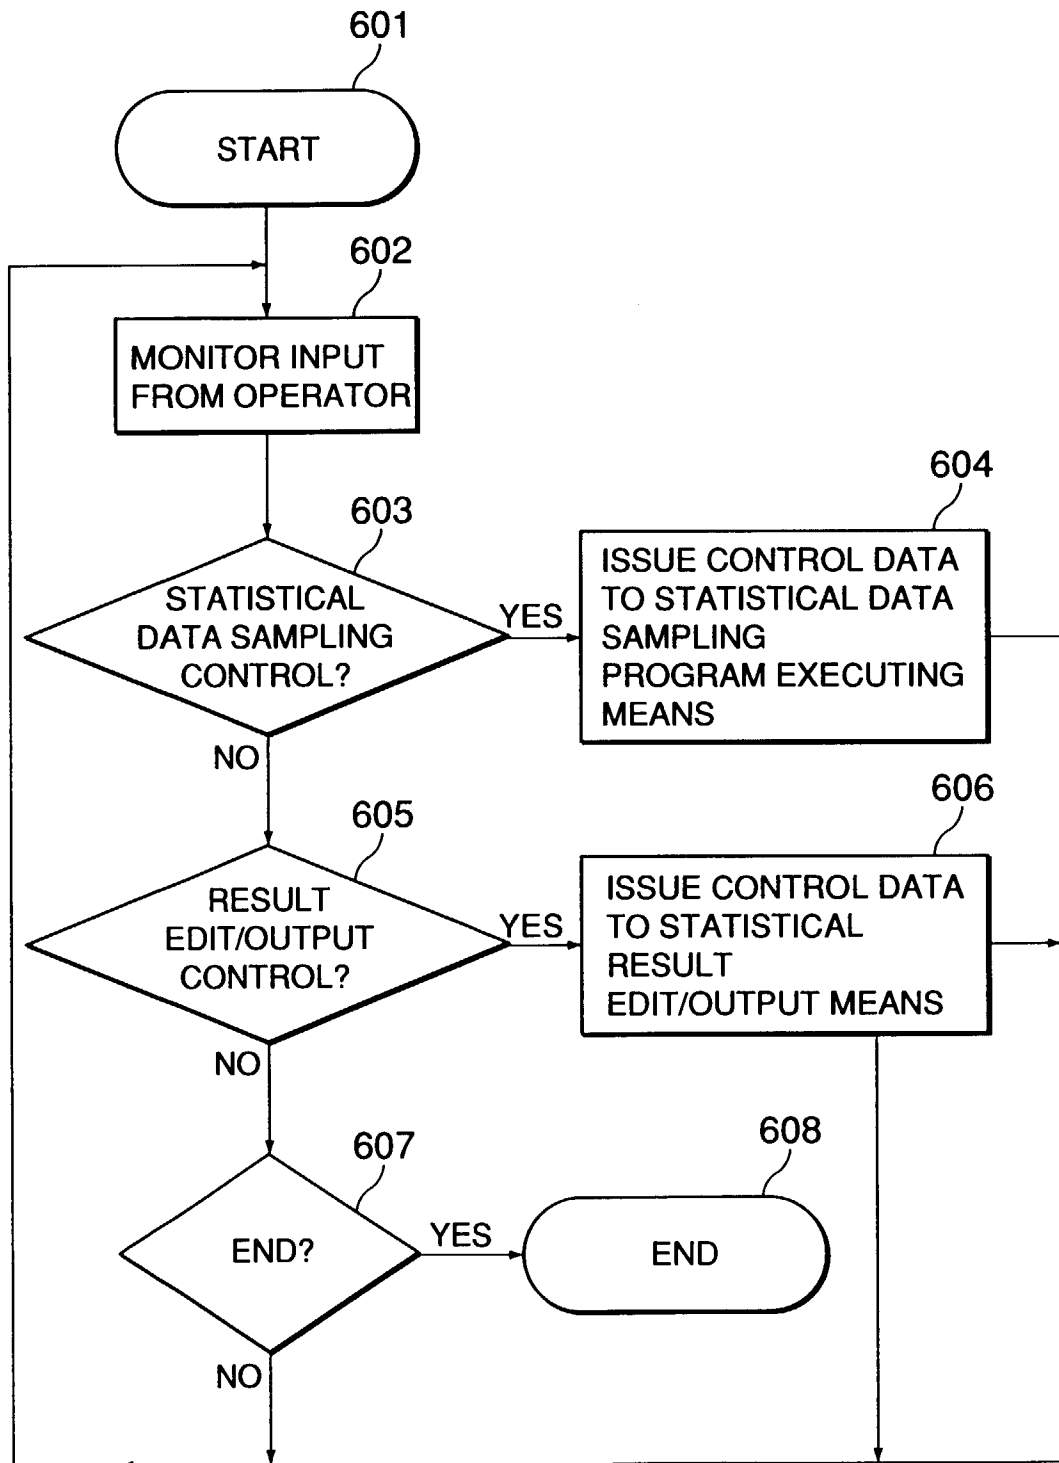 601
START
602
MONITOR INPUT
FROM OPERATOR
603
STATISTICAL
DATA SAMPLING
CONTROL?
YES
NO
604
ISSUE CONTROL DATA
TO STATISTICAL DATA
SAMPLING
PROGRAM EXECUTING
MEANS
605
RESULT
EDIT/OUTPUT
CONTROL?
YES
NO
606
ISSUE CONTROL DATA
TO STATISTICAL
RESULT
EDIT/OUTPUT MEANS
607
END?
YES
NO
608
END